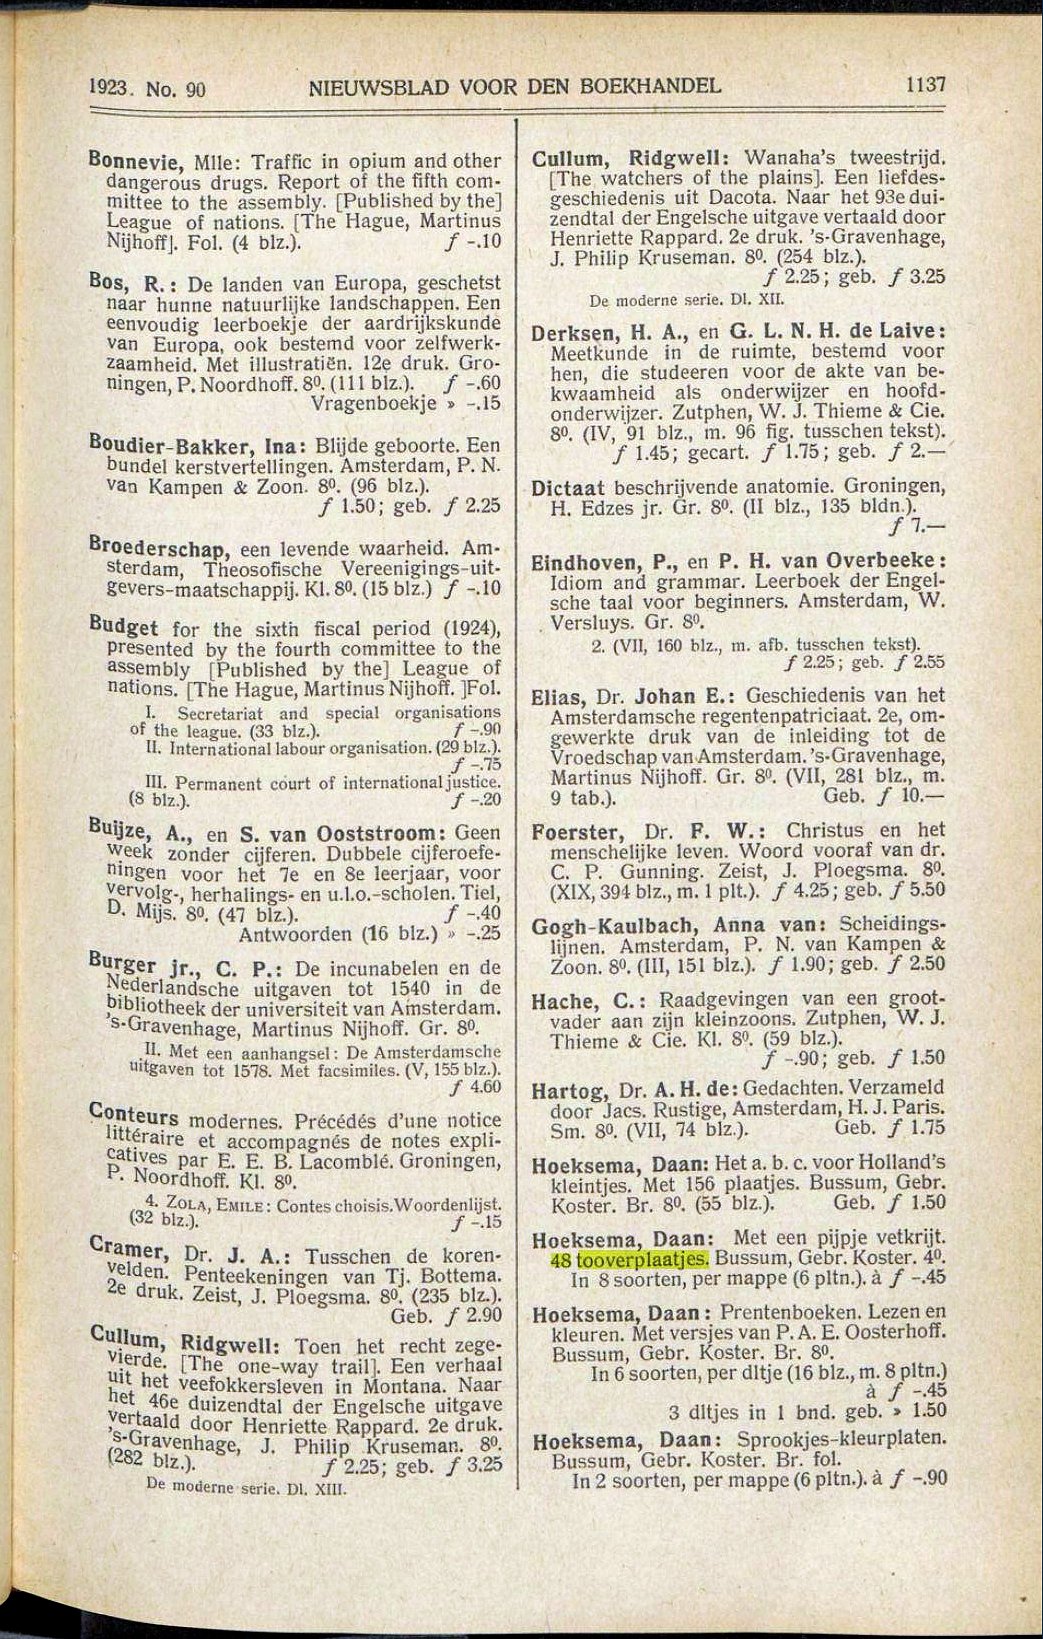 1923. No. 90 NIEUWSBLAD VOOR DEN BOEKHANDEL 1137
Bonnevie, Mlle: Traffic in opium and other
dangerous drugs. Report of the fifth com-
mittee to the assembly. [Published by the]
League of nations. [The Hague, Martinus
Nijhoff]. Fol. (4 blz.). f -.10
Bos, R.: De landen van Europa, geschetst
naar hunne natuurlijke landschappen. Een
eenvoudig leerboekje der aardrijkskunde
van Europa, ook bestemd voor zelfwerk-
zaamheid. Met illustratiën. 12e druk. Gro-
ningen, P. Noordhoff. 8⁰. (111 blz.). f -.60
Vragenboekje » -.15
Boudier-Bakker, Ina: Blijde geboorte. Een
bundel kerstvertellingen. Amsterdam, P. N.
van Kampen & Zoon. 8⁰. (96 blz.).
f 1.50; geb. f 2.25
Broederschap, een levende waarheid. Am-
sterdam, Theosofische Vereenigings-uit-
gevers-maatschappij. Kl. 8⁰. (15 blz.) f -.10
Budget for the sixth fiscal period (1924),
presented by the fourth committee to the
assembly [Published by the] League of
nations. [The Hague, Martinus Nijhoff. ]Fol.
I. Secretariat and special organisations
of the league. (33 blz.). f -.90
II. International labour organisation. (29 blz.).
f -.75
III. Permanent court of international justice.
(8 blz.). f -.20
Buijze, A., en S. van Ooststroom: Geen
week zonder cijferen. Dubbele cijferoefe-
ningen voor het 7e en 8e leerjaar, voor
vervolg-, herhalings- en u.l.o.-scholen. Tiel,
D. Mijs. 8⁰. (47 blz.). f -.40
Antwoorden (16 blz.) » -.25
Burger jr., C. P.: De incunabelen en de
Nederlandsche uitgaven tot 1540 in de
bibliotheek der universiteit van Amsterdam.
's-Gravenhage, Martinus Nijhoff. Gr. 8⁰.
II. Met een aanhangsel: De Amsterdamsche
uitgaven tot 1578. Met facsimiles. (V, 155 blz.).
f 4.60
Conteurs modernes. Précédés d'une notice
littéraire et accompagnés de notes expli-
catives par E. E. B. Lacomblé. Groningen,
P. Noordhoff. Kl. 8⁰.
4. ZOLA, EMILE: Contes choisis. Woordenlijst.
(32 blz.). f -.15
Cramer, Dr. J. A.: Tusschen de koren-
velden. Penteekeningen van Tj. Bottema.
2e druk. Zeist, J. Ploegsma. 8⁰. (235 blz.).
Geb. f 2.90
Cullum, Ridgwell: Toen het recht zege-
vierde. [The one-way trail]. Een verhaal
uit het veefokkersleven in Montana. Naar
het 46e duizendtal der Engelsche uitgave
vertaald door Henriette Rappard. 2e druk.
's-Gravenhage, J. Philip Kruseman. 8⁰.
(282 blz.). f 2.25; geb. f 3.25
De moderne serie. Dl. XIII.
Cullum, Ridgwell: Wanaha's tweestrijd.
[The watchers of the plains]. Een liefdes-
geschiedenis uit Dacota. Naar het 93e dui-
zendtal der Engelsche uitgave vertaald door
Henriette Rappard. 2e druk. 's-Gravenhage,
J. Philip Kruseman. 8⁰. (254 blz.).
f 2.25; geb. f 3.25
De moderne serie. Dl. XII.
Derksen, H. A., en G. L. N. H. de Laive:
Meetkunde in de ruimte, bestemd voor
hen, die studeeren voor de akte van be-
kwaamheid als onderwijzer en hoofd-
onderwijzer. Zutphen, W. J. Thieme & Cie.
8⁰. (IV, 91 blz., m. 96 fig. tusschen tekst).
f 1.45; gecart. f 1.75; geb. f 2.—
Dictaat beschrijvende anatomie. Groningen,
H. Edzes jr. Gr. 8⁰. (II blz., 135 bldn.).
f 7.—
Eindhoven, P., en P. H. van Overbeeke:
Idiom and grammar. Leerboek der Engel-
sche taal voor beginners. Amsterdam, W.
Versluys. Gr. 8⁰.
2. (VII, 160 blz., m. afb. tusschen tekst).
f 2.25; geb. f 2.55
Elias, Dr. Johan E.: Geschiedenis van het
Amsterdamsche regentenpatriciaat. 2e, om-
gewerkte druk van de inleiding tot de
Vroedschap van Amsterdam. 's-Gravenhage,
Martinus Nijhoff. Gr. 8⁰. (VII, 281 blz., m.
9 tab.). Geb. f 10.—
Foerster, Dr. F. W.: Christus en het
menschelijke leven. Woord vooraf van dr.
C. P. Gunning. Zeist, J. Ploegsma. 8⁰.
(XIX, 394 blz., m. 1 plt.). f 4.25; geb. f 5.50
Gogh-Kaulbach, Anna van: Scheidings-
lijnen. Amsterdam, P. N. van Kampen &
Zoon. 8⁰. (III, 151 blz.). f 1.90; geb. f 2.50
Hache, C.: Raadgevingen van een groot-
vader aan zijn kleinzoons. Zutphen, W. J.
Thieme & Cie. Kl. 8⁰. (59 blz.).
f -.90; geb. f 1.50
Hartog, Dr. A. H. de: Gedachten. Verzameld
door Jacs. Rustige, Amsterdam, H. J. Paris.
Sm. 8⁰. (VII, 74 blz.). Geb. f 1.75
Hoeksema, Daan: Het a. b. c. voor Holland's
kleintjes. Met 156 plaatjes. Bussum, Gebr.
Koster. Br. 8⁰. (55 blz.). Geb. f 1.50
Hoeksema, Daan: Met een pijpje vetkrijt.
48 tooverplaatjes. Bussum, Gebr. Koster. 4⁰.
In 8 soorten, per mappe (6 pltn.). à f -.45
Hoeksema, Daan: Prentenboeken. Lezen en
kleuren. Met versjes van P. A. E. Oosterhoff.
Bussum, Gebr. Koster. Br. 8⁰.
In 6 soorten, per dltje (16 blz., m. 8 pltn.)
à f -.45
3 dltjes in 1 bnd. geb. » 1.50
Hoeksema, Daan: Sprookjes-kleurplaten.
Bussum, Gebr. Koster. Br. fol.
In 2 soorten, per mappe (6 pltn.). à f -.90